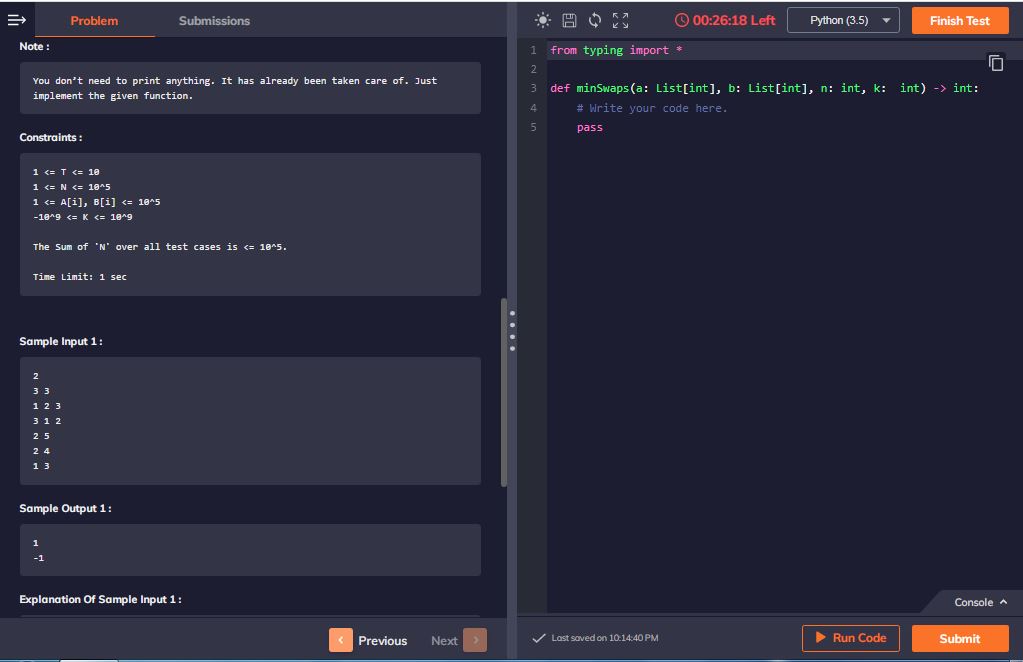 Problem
Submissions
Note :
You don't need to print anything. It has already been taken care of. Just
implement the given function.
Constraints :
1 <= T <= 10
1 <= N <= 10^5
1 <= A[i], B[i] <= 10^5
-10^9 <= K <= 10^9
The Sum of 'N' over all test cases is <= 10^5.
Time Limit: 1 sec
Sample Input 1 :
2
3 3
1 2 3
3 1 2
2 5
2 4
1 3
Sample Output 1 :
1
-1
Explanation Of Sample Input 1 :
Previous
Next
00:26:18 Left
Python (3.5)
Finish Test
1 from typing import *
2
3 def minSwaps(a: List[int], b: List[int], n: int, k:  int) -> int:
4     # Write your code here.
5     pass
Console
Last saved on 10:14:40 PM
Run Code
Submit